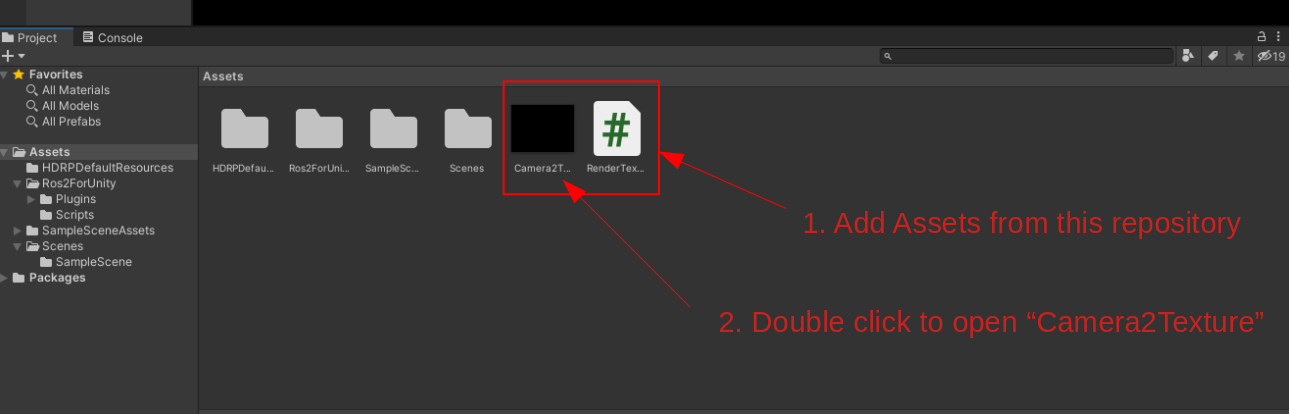 Project
Console
19
Favorites
All Materials
All Models
All Prefabs
Assets
HDRPDefaultResources
Ros2ForUnity
Plugins
Scripts
SampleSceneAssets
Scenes
SampleScene
Packages
Assets
HDRPDefau...
Ros2ForUni...
SampleSc...
Scenes
Camera2T...
RenderTex...
1. Add Assets from this repository
2. Double click to open “Camera2Texture”